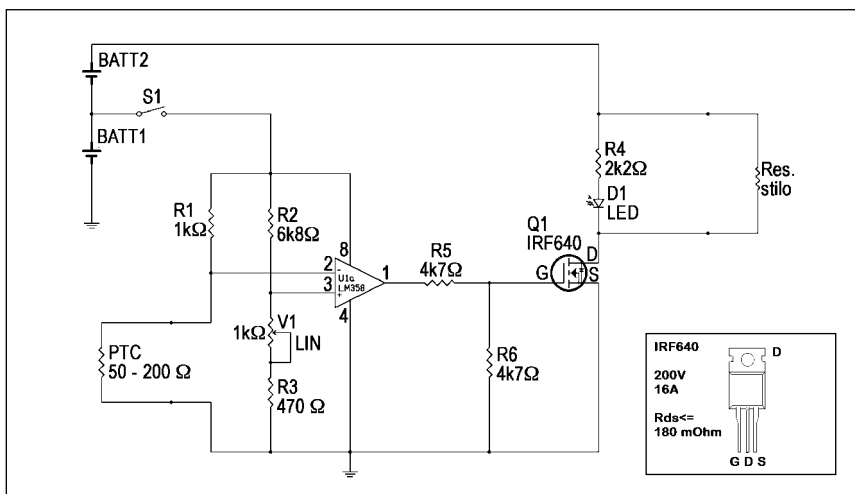 BATT2
S1
BATT1
R1
1kΩ
R2
6k8Ω
8
2
3
-
+
U1a
LM358
1
4
V1
1kΩ
LIN
PTC
50 - 200 Ω
R3
470 Ω
R5
4k7Ω
R6
4k7Ω
Q1
IRF640
G
D
S
R4
2k2Ω
D1
LED
Res.
stilo
IRF640
D
200V
16A
Rds<=
180 mOhm
G D S